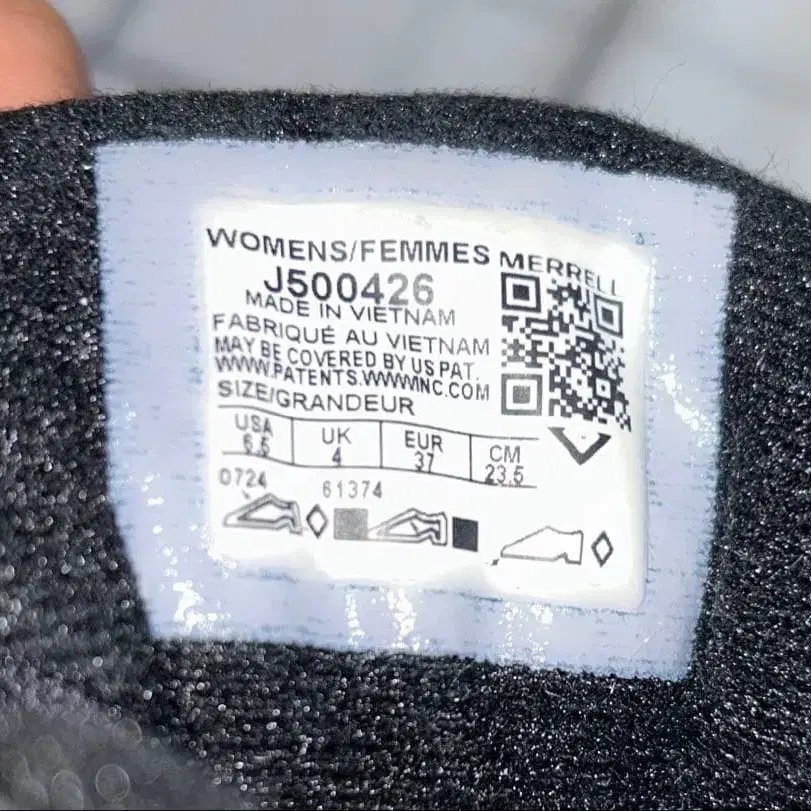 WOMENS/FEMMES MERRELL
J500426
MADE IN VIETNAM
FABRIQUÉ AU VIETNAM
MAY BE COVERED BY US PAT.
WWW.PATENTS.WWWINC.COM
SIZE/GRANDEUR
USA UK EUR CM
6.5 4 37 23.5
0724 61374